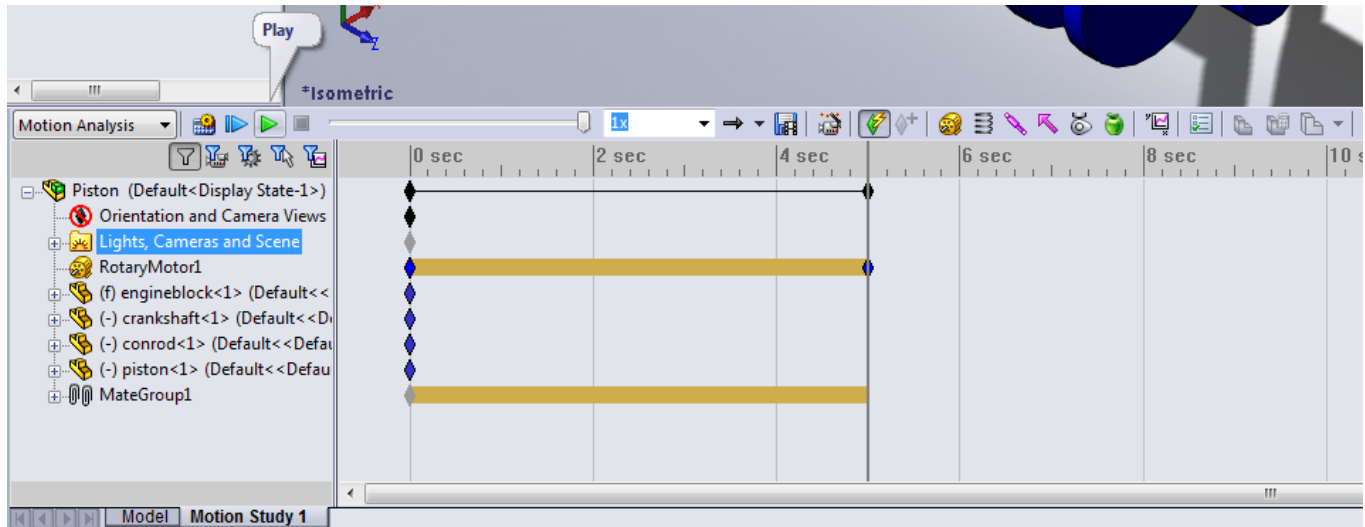 Play
Z
*Isometric
Motion Analysis
1x
0 sec
2 sec
4 sec
6 sec
8 sec
10 s
Piston (Default<Display State-1>)
Orientation and Camera Views
Lights, Cameras and Scene
RotaryMotor1
(f) engineblock<1> (Default<<
(-) crankshaft<1> (Default<<D
(-) conrod<1> (Default<<Defau
(-) piston<1> (Default<<Defau
MateGroup1
Model
Motion Study 1